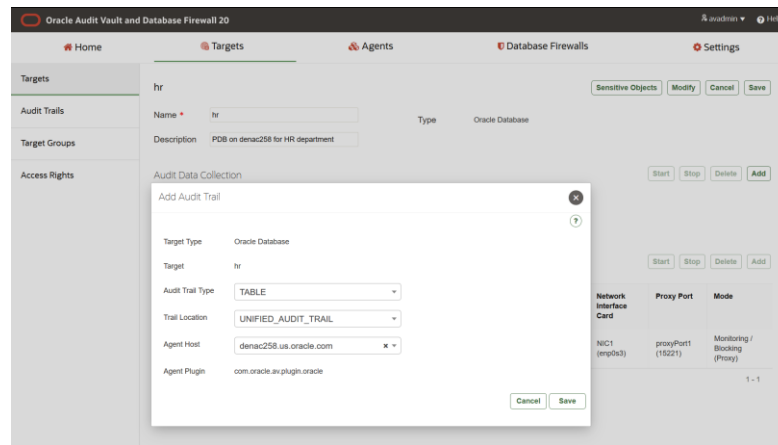 Oracle Audit Vault and Database Firewall 20
avadmin
Hel
Home
Targets
Agents
Database Firewalls
Settings
Targets
Audit Trails
Target Groups
Access Rights
hr
Sensitive Objects
Modify
Cancel
Save
Name * hr
Type Oracle Database
Description PDB on denac258 for HR department
Audit Data Collection
Start
Stop
Delete
Add
Add Audit Trail
?
Target Type Oracle Database
Target hr
Audit Trail Type TABLE
Trail Location UNIFIED_AUDIT_TRAIL
Agent Host denac258.us.oracle.com
Agent Plugin com.oracle.av.plugin.oracle
Cancel
Save
Start
Stop
Delete
Add
Network
Interface
Card
Proxy Port
Mode
NIC1
(enp0s3)
proxyPort1
(15221)
Monitoring /
Blocking
(Proxy)
1 - 1